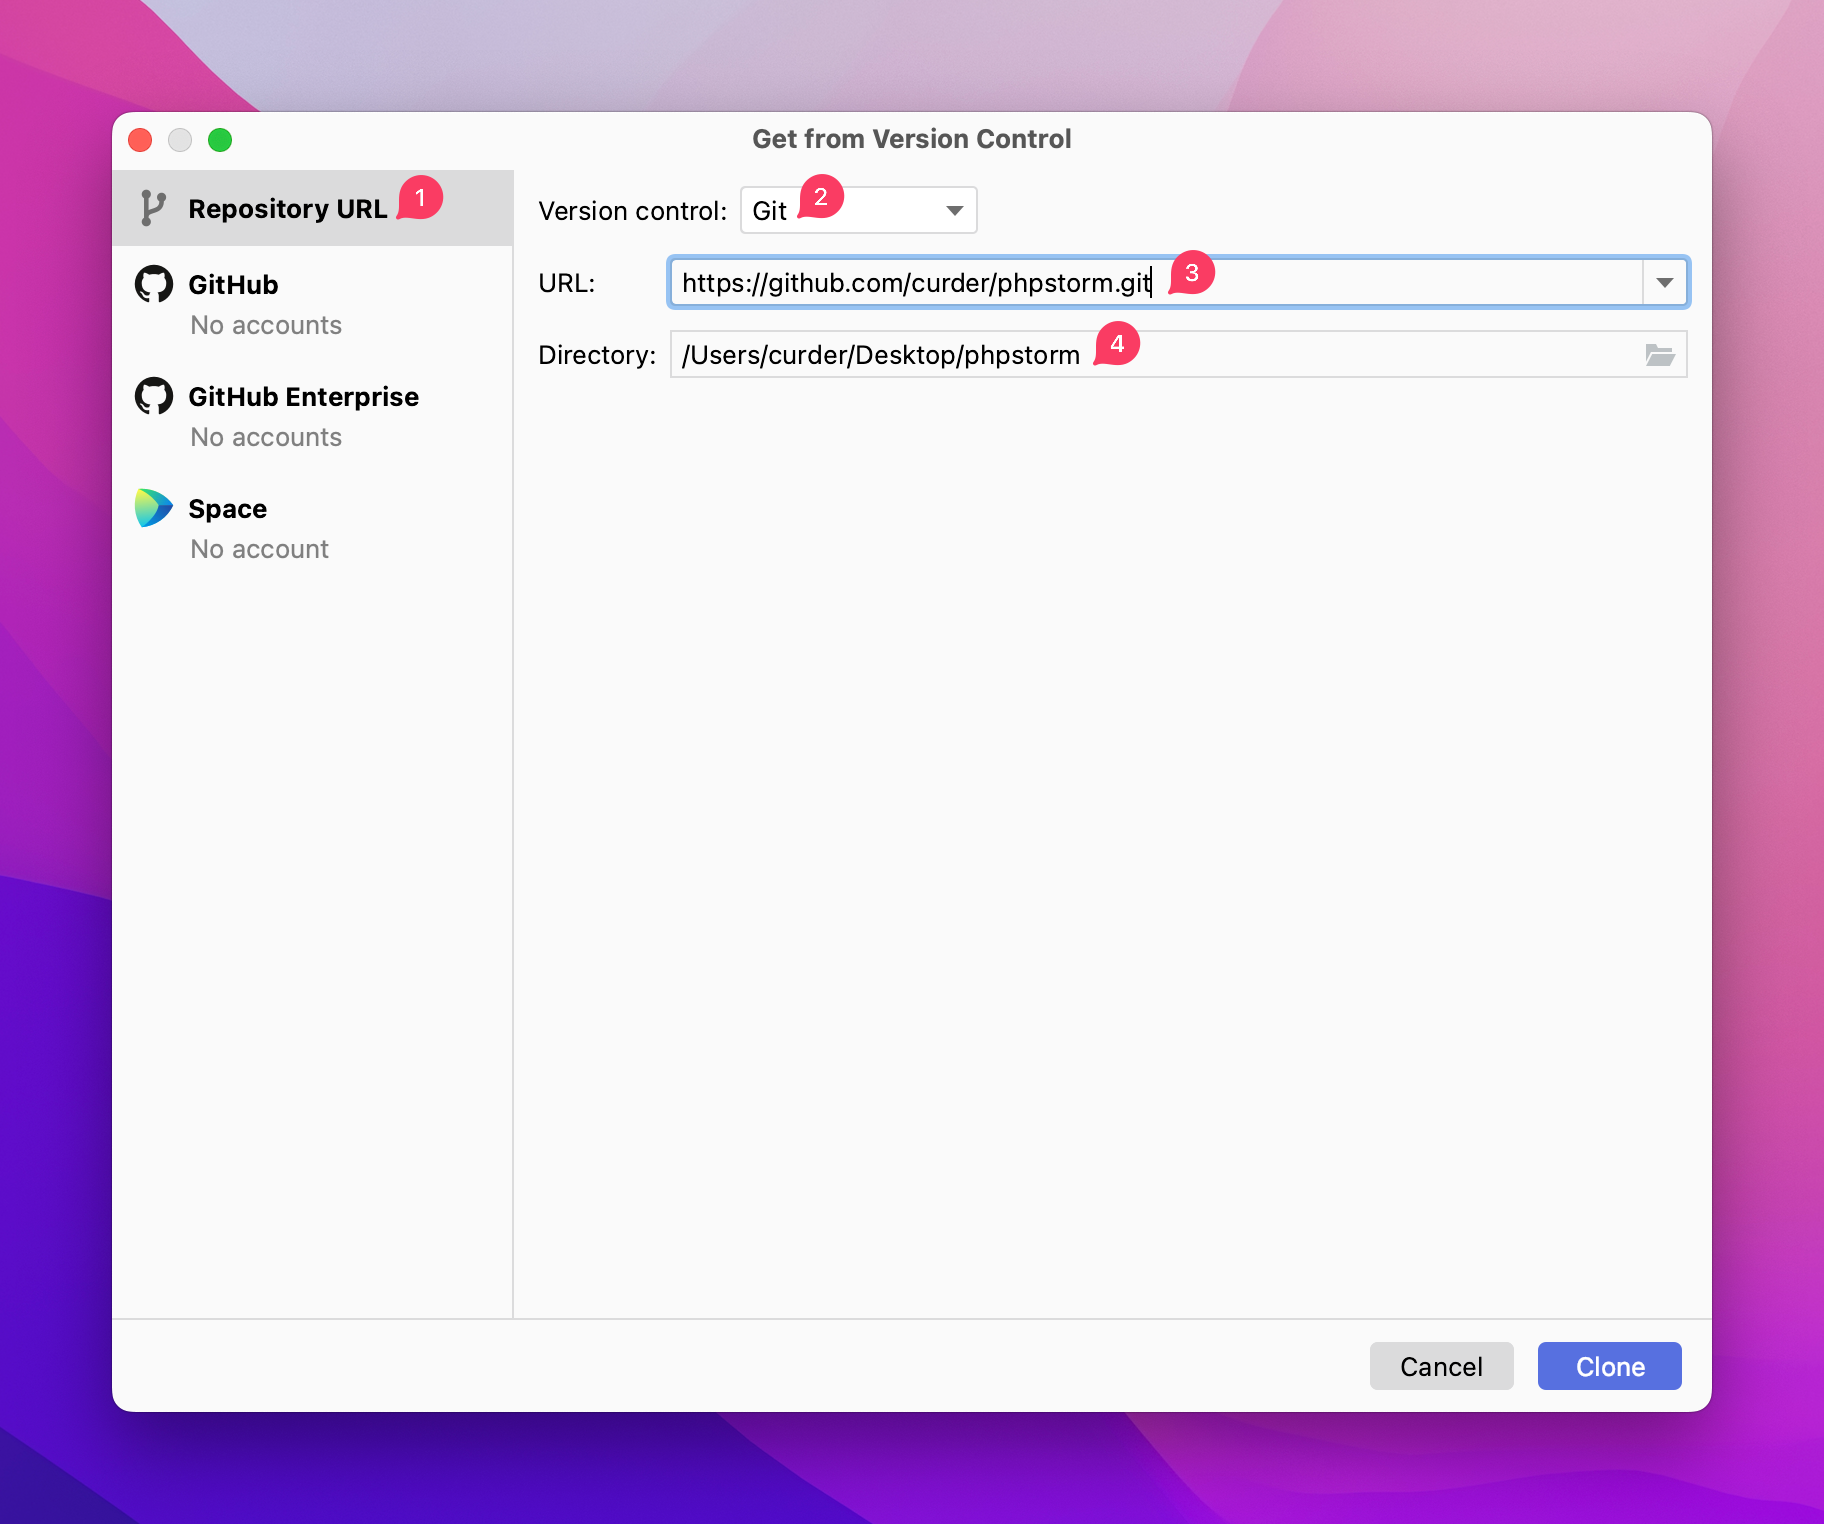 Get from Version Control
Repository URL 1
GitHub
No accounts
GitHub Enterprise
No accounts
Space
No account
Version control: Git 2
URL: https://github.com/curder/phpstorm.git 3
Directory: /Users/curder/Desktop/phpstorm 4
Cancel Clone